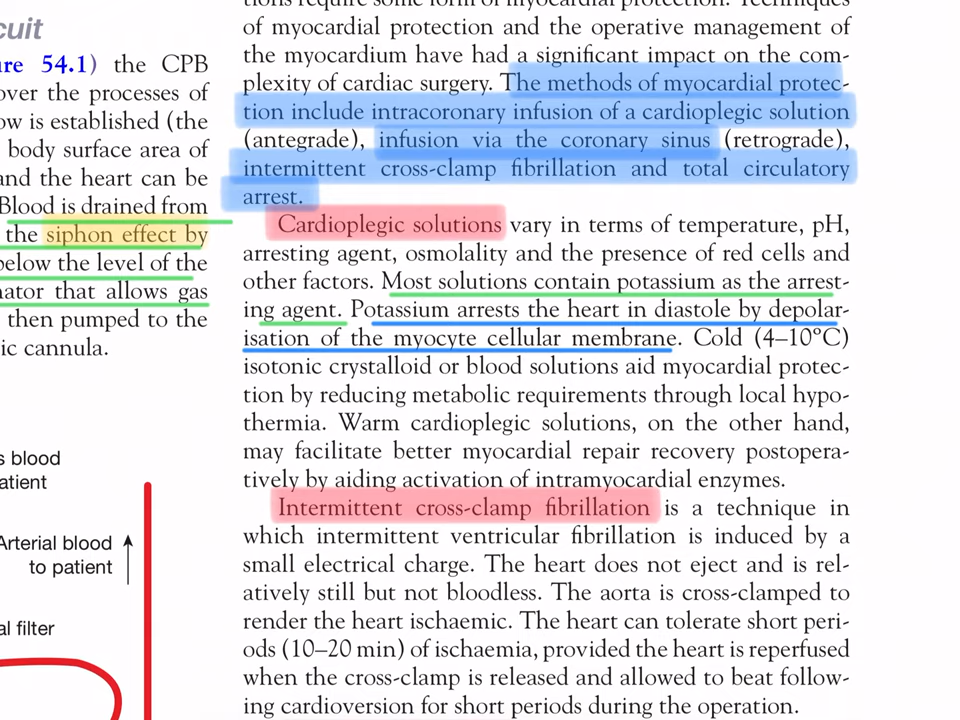 cuit
ure 54.1) the CPB
over the processes of
ow is established (the
body surface area of
and the heart can be
Blood is drained from
the siphon effect by
below the level of the
nator that allows gas
then pumped to the
ic cannula.
s blood
atient
Arterial blood
to patient
al filter
tions require some form of myocardial protection. Techniques
of myocardial protection and the operative management of
the myocardium have had a significant impact on the com-
plexity of cardiac surgery. The methods of myocardial protec-
tion include intracoronary infusion of a cardioplegic solution
(antegrade), infusion via the coronary sinus (retrograde),
intermittent cross-clamp fibrillation and total circulatory
arrest.
Cardioplegic solutions vary in terms of temperature, pH,
arresting agent, osmolality and the presence of red cells and
other factors. Most solutions contain potassium as the arrest-
ing agent. Potassium arrests the heart in diastole by depolar-
isation of the myocyte cellular membrane. Cold (4–10°C)
isotonic crystalloid or blood solutions aid myocardial protec-
tion by reducing metabolic requirements through local hypo-
thermia. Warm cardioplegic solutions, on the other hand,
may facilitate better myocardial repair recovery postopera-
tively by aiding activation of intramyocardial enzymes.
Intermittent cross-clamp fibrillation is a technique in
which intermittent ventricular fibrillation is induced by a
small electrical charge. The heart does not eject and is rel-
atively still but not bloodless. The aorta is cross-clamped to
render the heart ischaemic. The heart can tolerate short peri-
ods (10–20 min) of ischaemia, provided the heart is reperfused
when the cross-clamp is released and allowed to beat follow-
ing cardioversion for short periods during the operation.